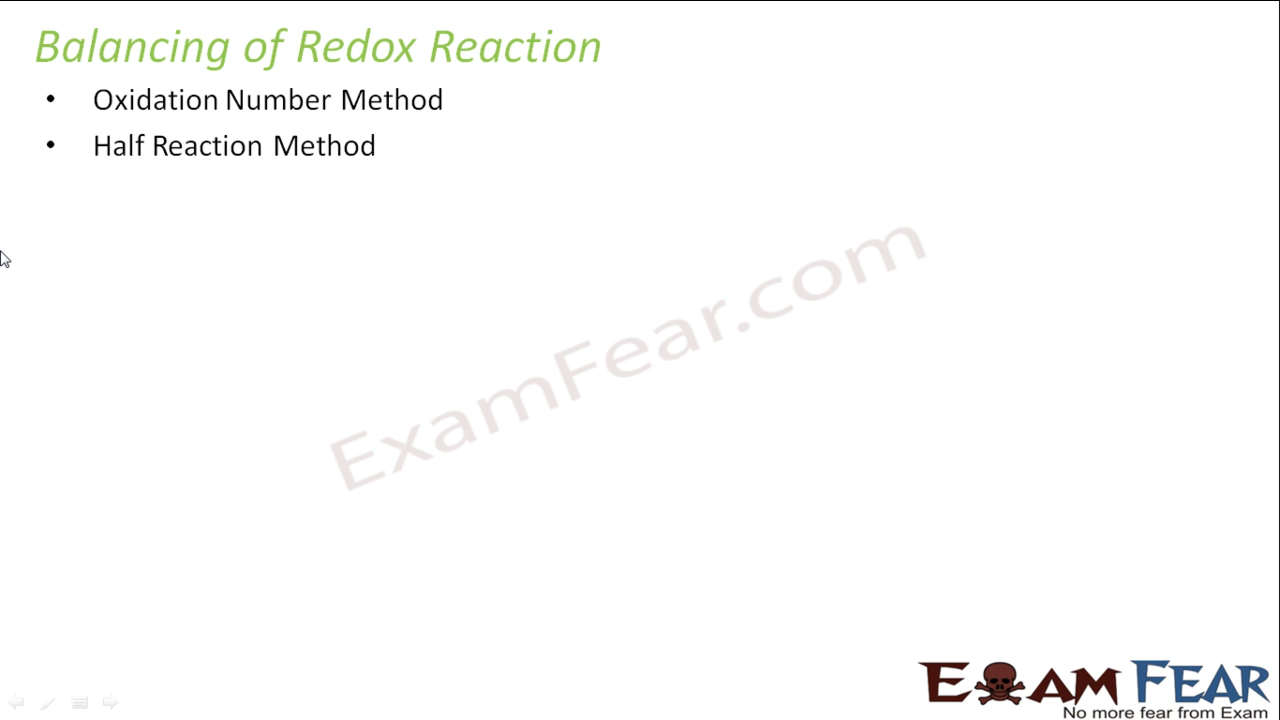 Balancing of Redox Reaction
• Oxidation Number Method
• Half Reaction Method
ExamFear.com
EXAM FEAR
No more fear from Exam